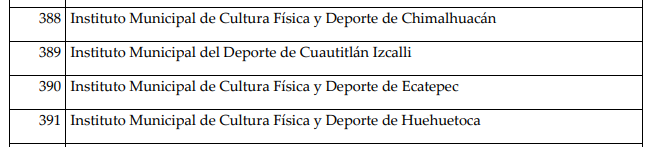 388 Instituto Municipal de Cultura Física y Deporte de Chimalhuacán
389 Instituto Municipal del Deporte de Cuautitlán Izcalli
390 Instituto Municipal de Cultura Física y Deporte de Ecatepec
391 Instituto Municipal de Cultura Física y Deporte de Huehuetoca